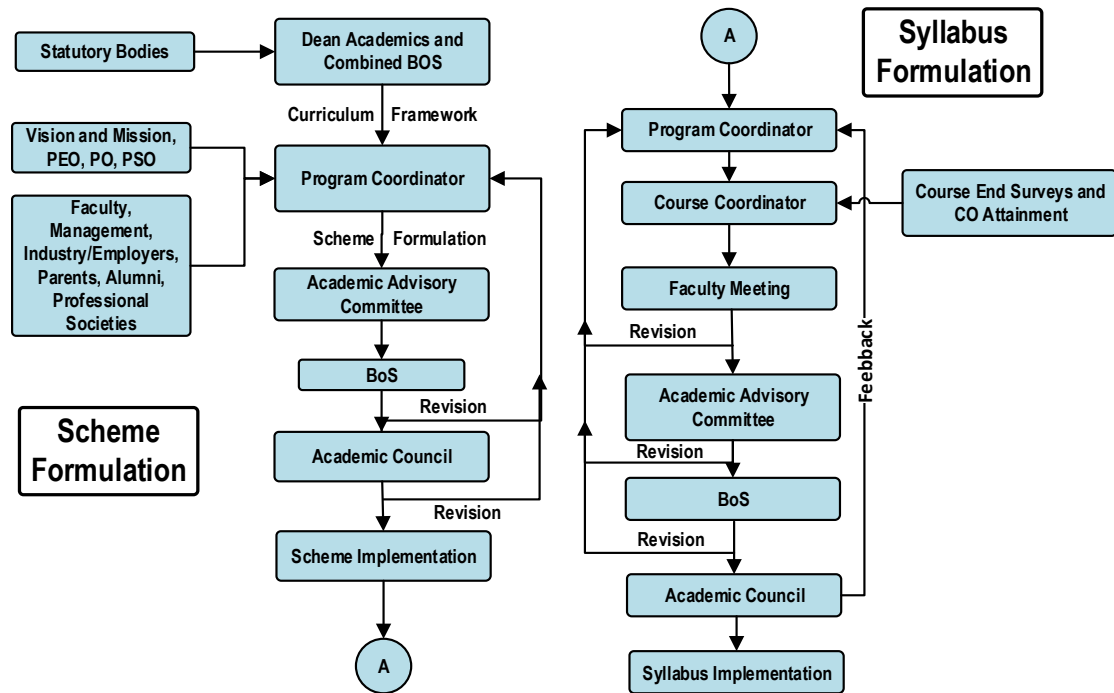 Statutory Bodies
Dean Academics and
Combined BOS
Curriculum Framework
Vision and Mission,
PEO, PO, PSO
Program Coordinator
Faculty,
Management,
Industry/Employers,
Parents, Alumni,
Professional
Societies
Scheme Formulation
Academic Advisory
Committee
BoS
Revision
Scheme
Formulation
Academic Council
Revision
Scheme Implementation
A
A
Syllabus
Formulation
Program Coordinator
Course Coordinator
Course End Surveys and
CO Attainment
Faculty Meeting
Revision
Feebback
Academic Advisory
Committee
Revision
BoS
Revision
Academic Council
Syllabus Implementation